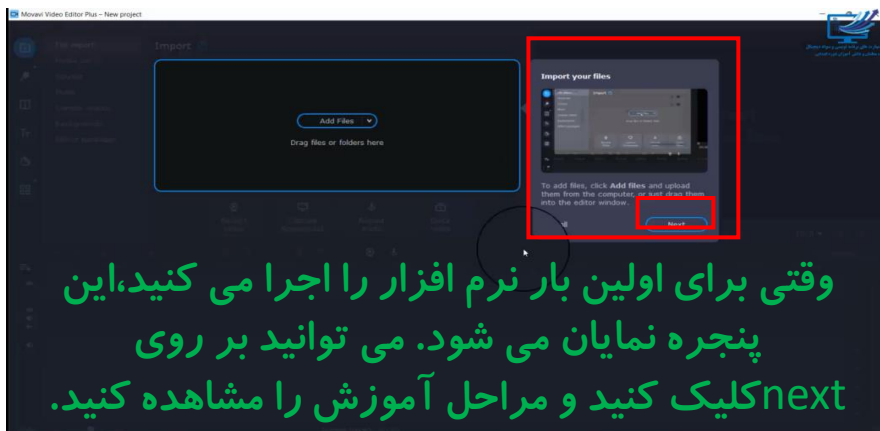 Movavi Video Editor Plus – New project
Import
Import your files
Add Files
Drag files or folders here
To add files, click Add files and upload
them from the computer, or just drag them
into the editor window.
Next
وقتی برای اولین بار نرم افزار را اجرا می کنید،این
پنجره نمایان می شود. می توانید بر روی
nextکلیک کنید و مراحل آموزش را مشاهده کنید.